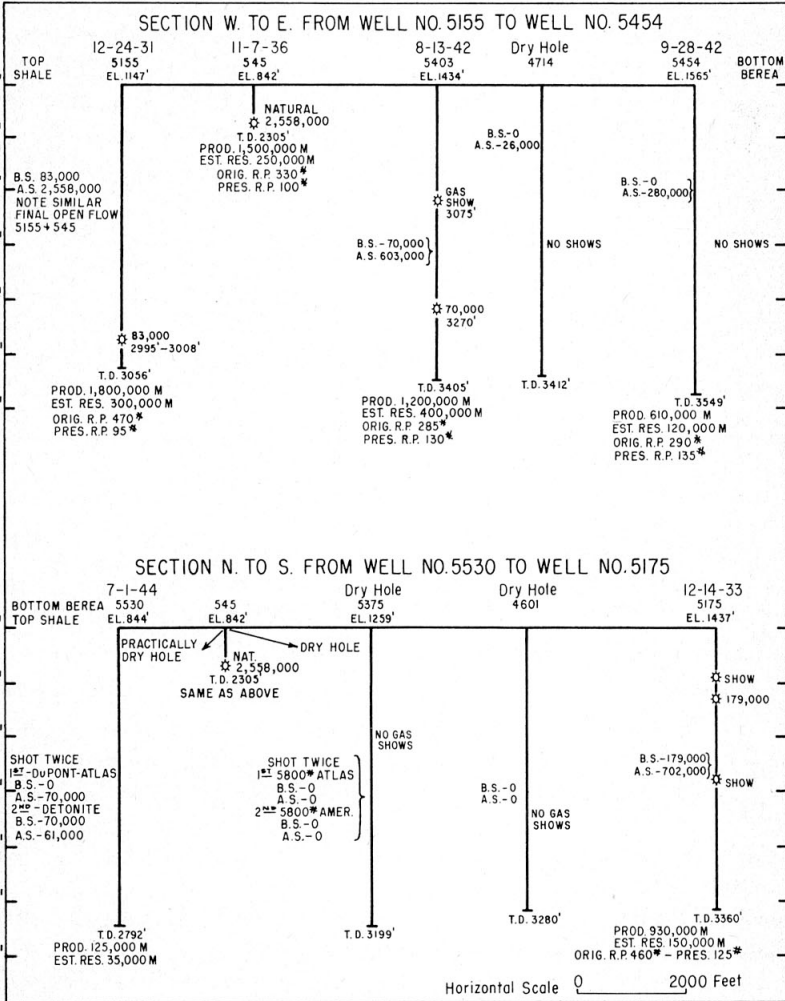 SECTION W. TO E. FROM WELL NO. 5155 TO WELL NO. 5454
12-24-31
11-7-36
8-13-42
Dry Hole
9-28-42
TOP
SHALE
5155
EL.1147'
545
EL.842'
5403
EL.1434'
4714
5454
EL.1565'
BOTTOM
BEREA
NATURAL
2,558,000
T.D. 2305'
PROD. 1,500,000 M
EST. RES. 250,000 M
ORIG. R.P. 330#
PRES. R.P. 100#
B.S.-0
A.S.-26,000
B.S. 83,000
A.S. 2,558,000
NOTE SIMILAR
FINAL OPEN FLOW
5155+545
GAS
SHOW
3075'
B.S.-0
A.S.-280,000
B.S.-70,000
A.S. 603,000
NO SHOWS
NO SHOWS
70,000
3270'
83,000
2995'-3008'
T.D. 3056'
PROD. 1,800,000 M
EST. RES. 300,000 M
ORIG. R.P. 470#
PRES. R.P. 95#
T.D. 3405'
PROD. 1,200,000 M
EST. RES. 400,000 M
ORIG. R.P. 285#
PRES. R.P. 130#
T.D. 3412'
T.D. 3549'
PROD. 610,000 M
EST. RES. 120,000 M
ORIG. R.P. 290#
PRES. R.P. 135#
SECTION N. TO S. FROM WELL NO. 5530 TO WELL NO. 5175
7-1-44
Dry Hole
Dry Hole
12-14-33
BOTTOM BEREA
TOP SHALE
5530
EL.844'
545
EL.842'
5375
EL.1259'
4601
5175
EL.1437'
PRACTICALLY
DRY HOLE
DRY HOLE
NAT.
2,558,000
T.D. 2305'
SAME AS ABOVE
SHOW
179,000
NO GAS
SHOWS
SHOT TWICE
1ST-DuPONT-ATLAS
B.S.-0
A.S.-70,000
2ND-DETONITE
B.S.-70,000
A.S.-61,000
SHOT TWICE
1ST 5800# ATLAS
B.S.-0
A.S.-0
2ND 5800# AMER.
B.S.-0
A.S.-0
B.S.-0
A.S.-0
NO GAS
SHOWS
B.S.-179,000
A.S.-702,000
SHOW
T.D. 2792'
PROD. 125,000 M
EST. RES. 35,000 M
T.D. 3199'
T.D. 3280'
T.D. 3360'
PROD. 930,000 M
EST. RES. 150,000 M
ORIG. R.P. 460# - PRES. 125#
Horizontal Scale 0 2000 Feet